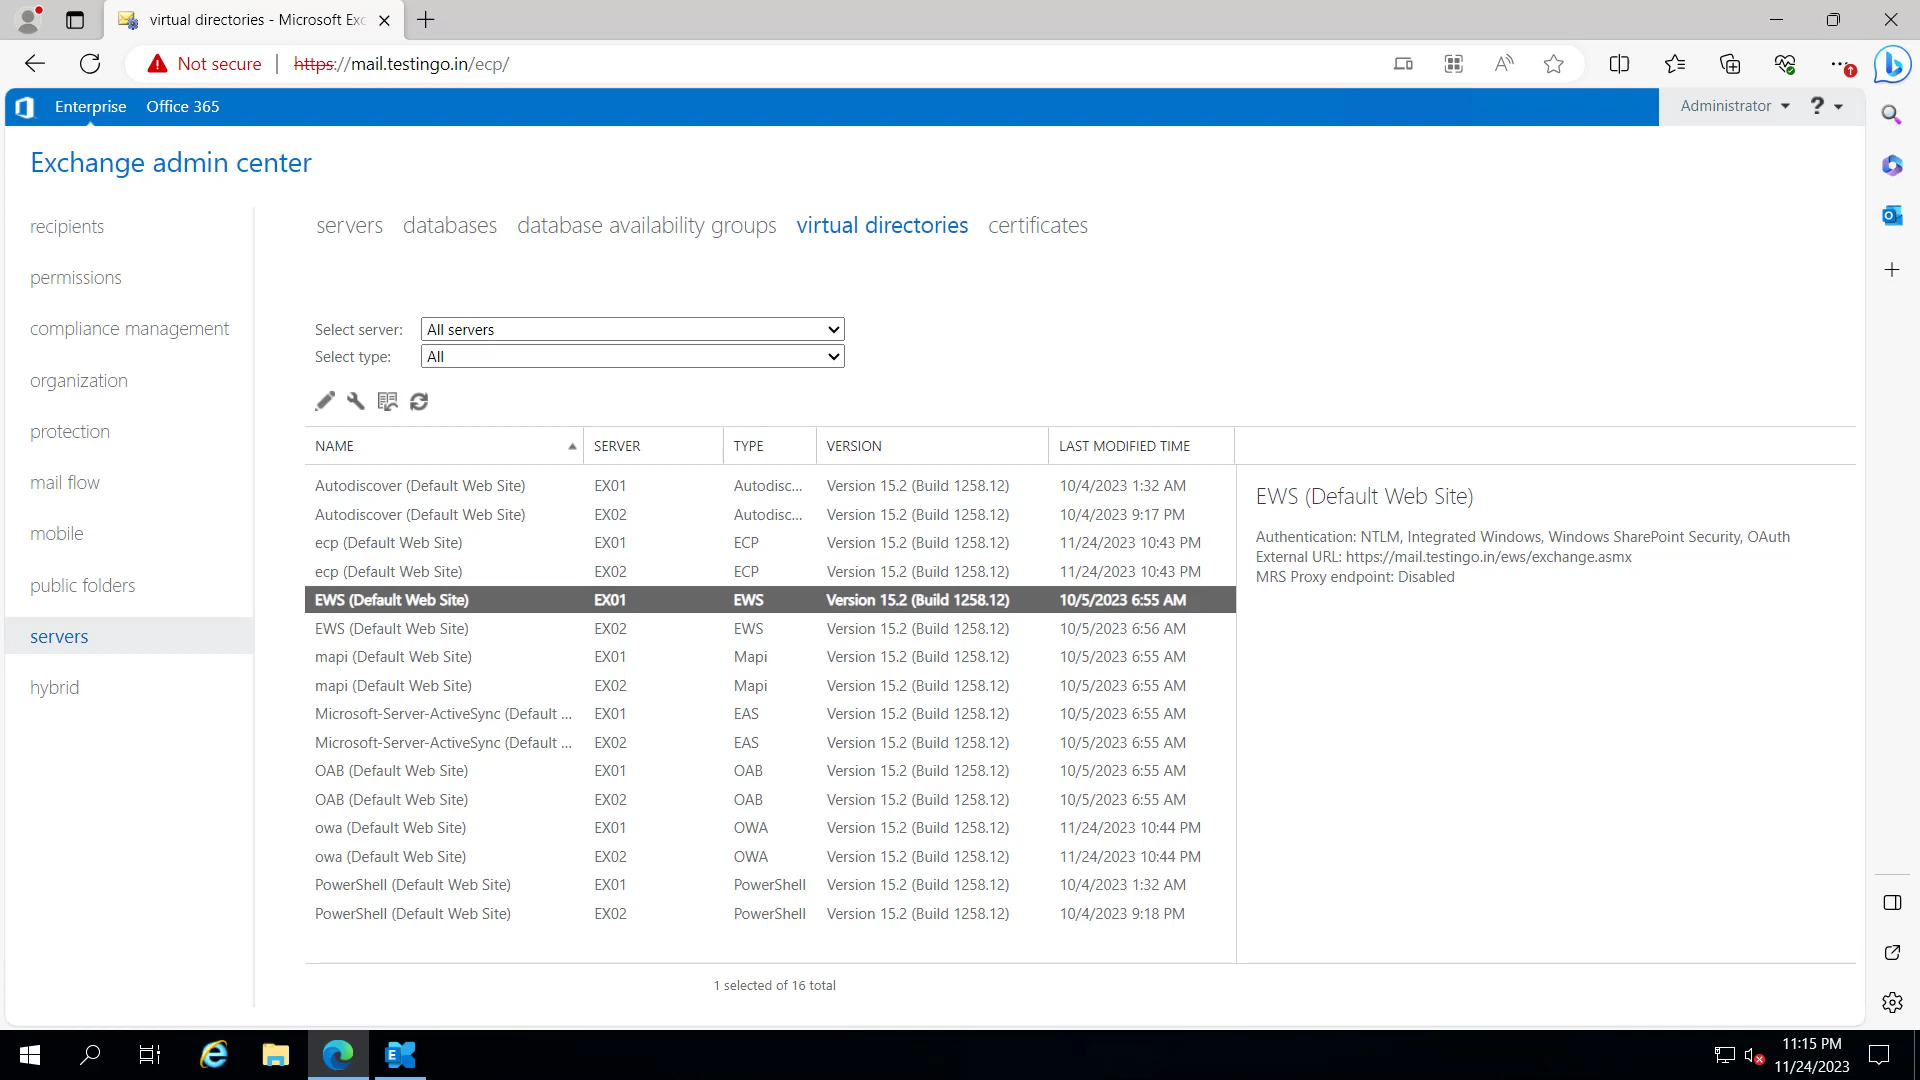 virtual directories - Microsoft Exc
Not secure
https://mail.testingo.in/ecp/
Enterprise
Office 365
Administrator
?
Exchange admin center
recipients
permissions
compliance management
organization
protection
mail flow
mobile
public folders
servers
hybrid
servers databases database availability groups virtual directories certificates
Select server: All servers
Select type: All
NAME SERVER TYPE VERSION LAST MODIFIED TIME
Autodiscover (Default Web Site) EX01 Autodisc... Version 15.2 (Build 1258.12) 10/4/2023 1:32 AM
Autodiscover (Default Web Site) EX02 Autodisc... Version 15.2 (Build 1258.12) 10/4/2023 9:17 PM
ecp (Default Web Site) EX01 ECP Version 15.2 (Build 1258.12) 11/24/2023 10:43 PM
ecp (Default Web Site) EX02 ECP Version 15.2 (Build 1258.12) 11/24/2023 10:43 PM
EWS (Default Web Site) EX01 EWS Version 15.2 (Build 1258.12) 10/5/2023 6:55 AM
EWS (Default Web Site) EX02 EWS Version 15.2 (Build 1258.12) 10/5/2023 6:56 AM
mapi (Default Web Site) EX01 Mapi Version 15.2 (Build 1258.12) 10/5/2023 6:55 AM
mapi (Default Web Site) EX02 Mapi Version 15.2 (Build 1258.12) 10/5/2023 6:55 AM
Microsoft-Server-ActiveSync (Default ... EX01 EAS Version 15.2 (Build 1258.12) 10/5/2023 6:55 AM
Microsoft-Server-ActiveSync (Default ... EX02 EAS Version 15.2 (Build 1258.12) 10/5/2023 6:55 AM
OAB (Default Web Site) EX01 OAB Version 15.2 (Build 1258.12) 10/5/2023 6:55 AM
OAB (Default Web Site) EX02 OAB Version 15.2 (Build 1258.12) 10/5/2023 6:55 AM
owa (Default Web Site) EX01 OWA Version 15.2 (Build 1258.12) 11/24/2023 10:44 PM
owa (Default Web Site) EX02 OWA Version 15.2 (Build 1258.12) 11/24/2023 10:44 PM
PowerShell (Default Web Site) EX01 PowerShell Version 15.2 (Build 1258.12) 10/4/2023 1:32 AM
PowerShell (Default Web Site) EX02 PowerShell Version 15.2 (Build 1258.12) 10/4/2023 9:18 PM
EWS (Default Web Site)
Authentication: NTLM, Integrated Windows, Windows SharePoint Security, OAuth
External URL: https://mail.testingo.in/ews/exchange.asmx
MRS Proxy endpoint: Disabled
1 selected of 16 total
11:15 PM
11/24/2023